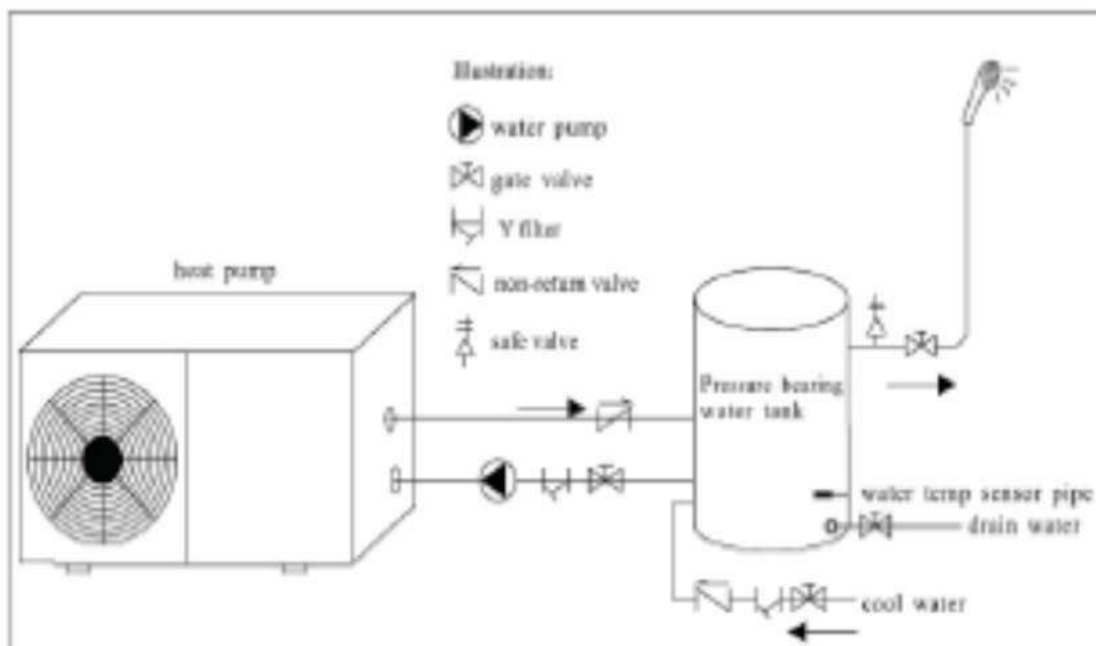 Illustration:
water pump
gate valve
Y filter
non-return valve
safe valve
heat pump
Pressure bearing
water tank
water temp sensor pipe
drain water
cool water